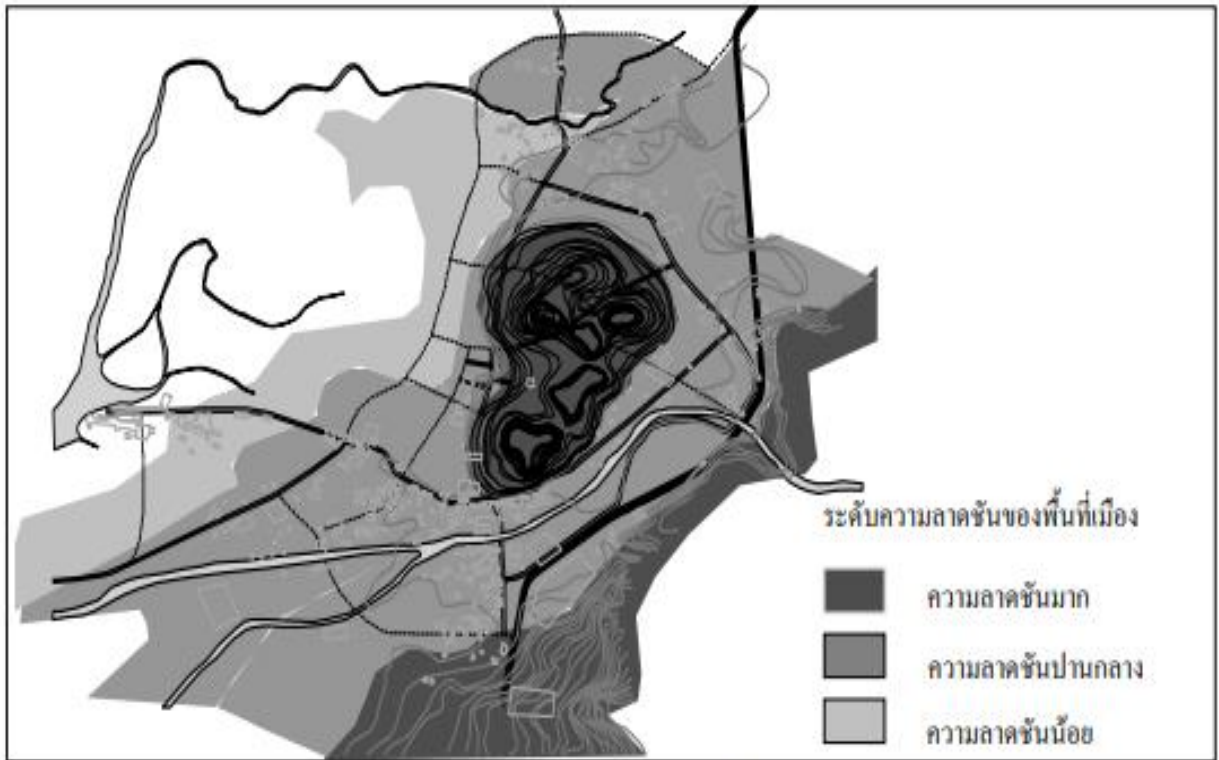 ระดับความลาดชันของพื้นที่เมือง
ความลาดชันมาก
ความลาดชันปานกลาง
ความลาดชันน้อย